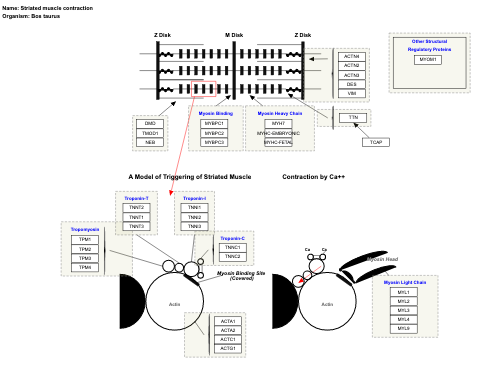 Name: Striated muscle contraction
Organism: Bos taurus
Z Disk
M Disk
Z Disk
Other Structural
Regulatory Proteins
MYOM1
ACTN4
ACTN2
ACTN3
DES
VIM
DMD
TMOD1
NEB
Myosin Binding
MYBPC1
MYBPC2
MYBPC3
Myosin Heavy Chain
MYH7
MYHC-EMBRYONIC
MYHC-FETAL
TTN
TCAP
A Model of Triggering of Striated Muscle
Contraction by Ca++
Troponin-T
TNNT2
TNNT1
TNNT3
Troponin-I
TNNI1
TNNI2
TNNI3
Tropomyosin
TPM1
TPM2
TPM3
TPM4
Troponin-C
TNNC1
TNNC2
Myosin Binding Site
(Covered)
Actin
ACTA1
ACTA2
ACTC1
ACTG1
Ca
Cp
Myosin Head
Actin
Myosin Light Chain
MYL1
MYL2
MYL3
MYL4
MYL9